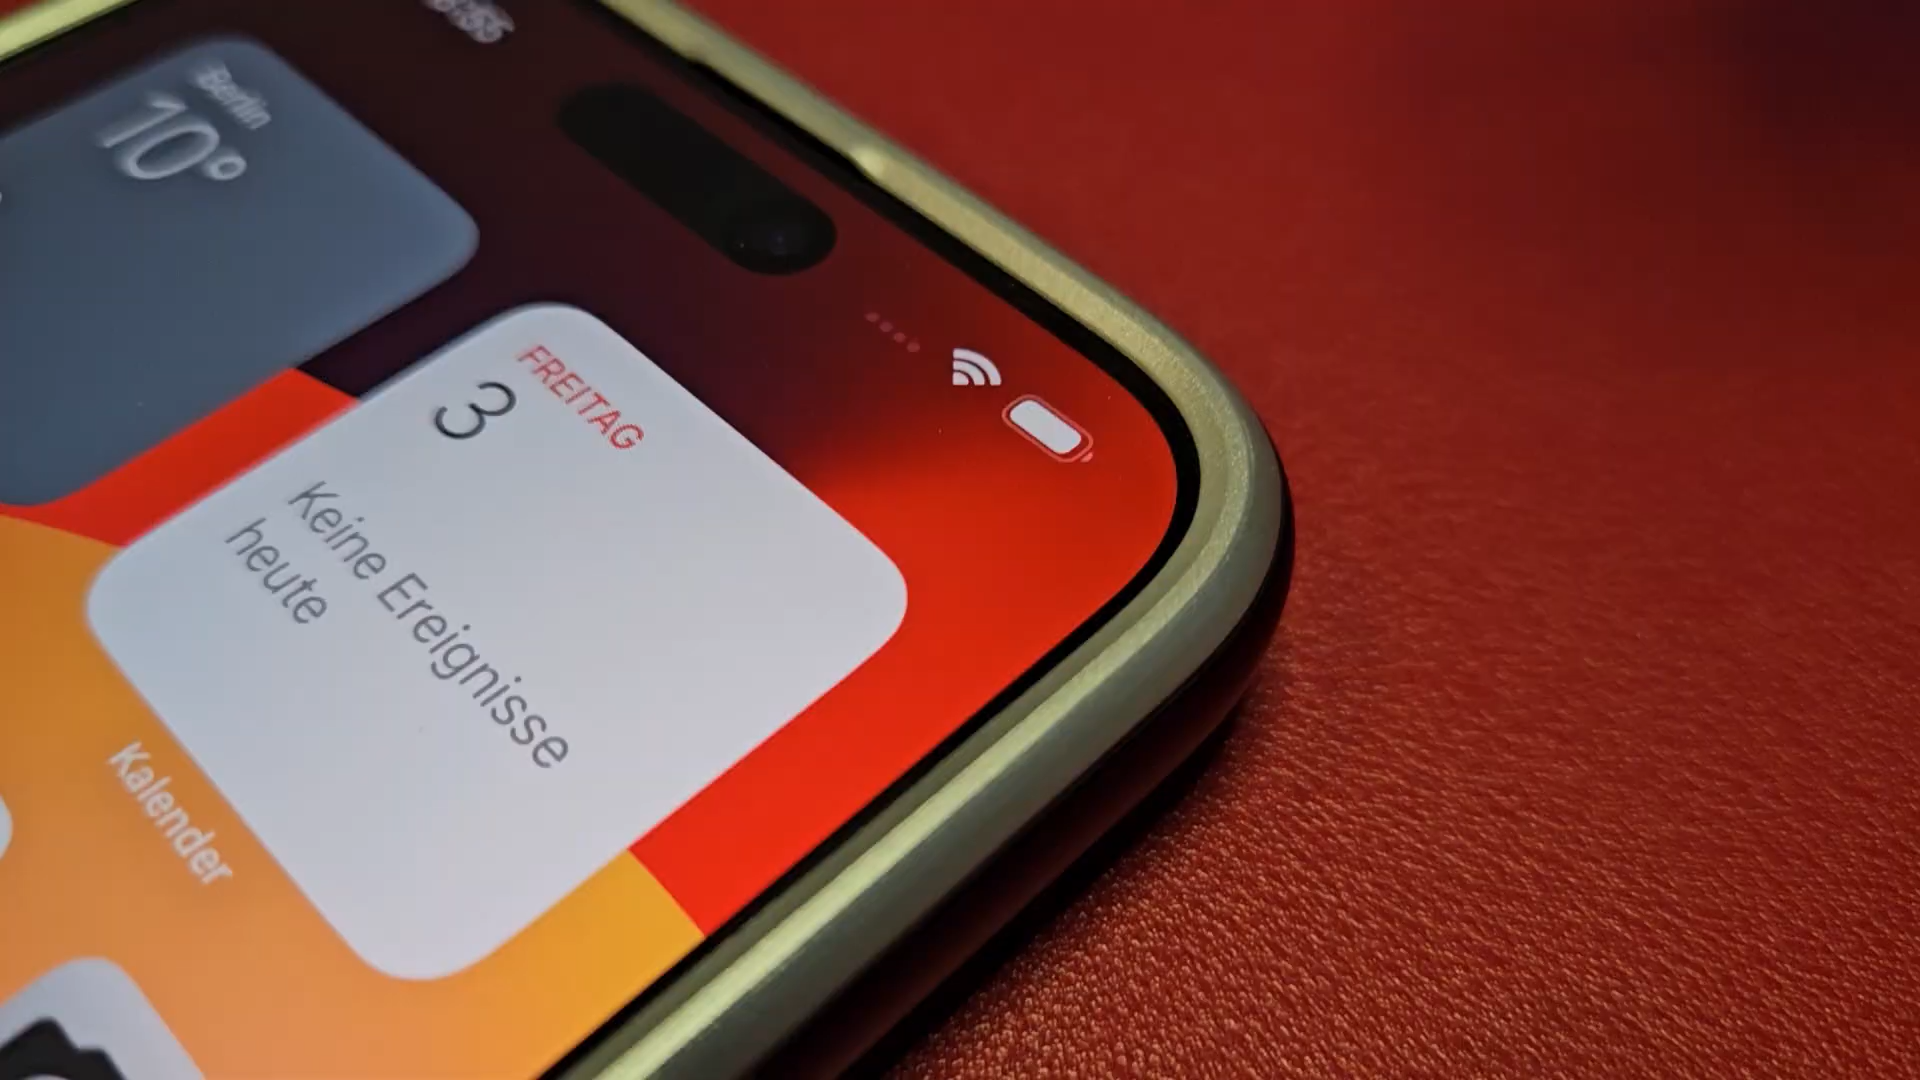 Berlin
10°
FREITAG
3
Keine Ereignisse
heute
Kalender